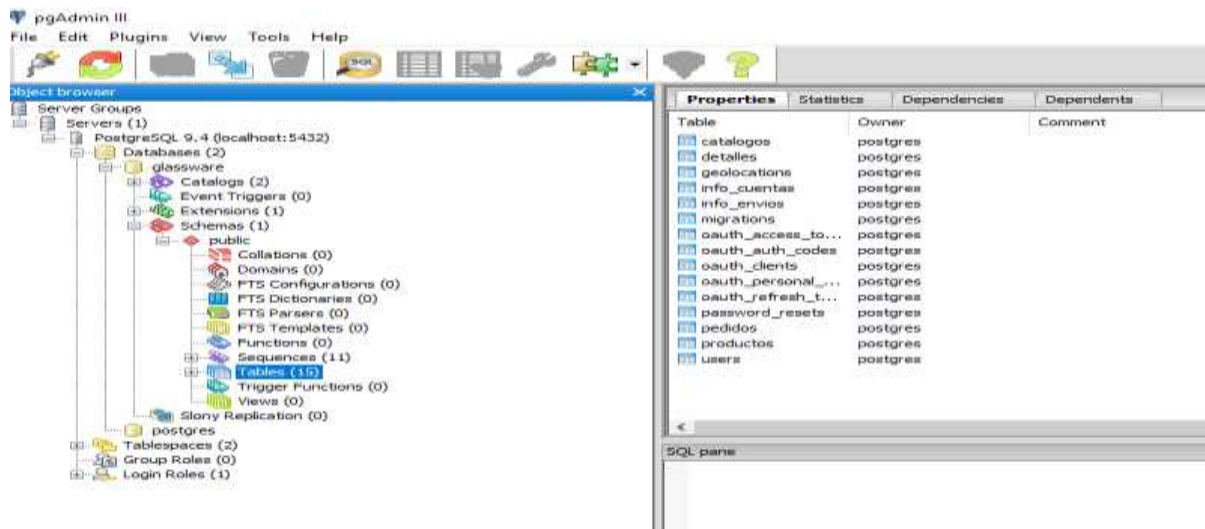 pgAdmin III
File Edit Plugins View Tools Help
SQL
Object browser
Server Groups
Servers (1)
PostgreSQL 9.4 (localhost:5432)
Databases (2)
glassware
Catalogs (2)
Event Triggers (0)
Extensions (1)
Schemas (1)
public
Collations (0)
Domains (0)
FTS Configurations (0)
FTS Dictionaries (0)
FTS Parsers (0)
FTS Templates (0)
Functions (0)
Sequences (11)
Tables (15)
Trigger Functions (0)
Views (0)
Slony Replication (0)
postgres
Tablespaces (2)
Group Roles (0)
Login Roles (1)
Properties Statistics Dependencies Dependents
Table Owner Comment
catalogos postgres
detalles postgres
geolocations postgres
info_cuentas postgres
info_envios postgres
migrations postgres
oauth_access_to... postgres
oauth_auth_codes postgres
oauth_clients postgres
oauth_personal_... postgres
oauth_refresh_t... postgres
password_resets postgres
pedidos postgres
productos postgres
users postgres
SQL pane